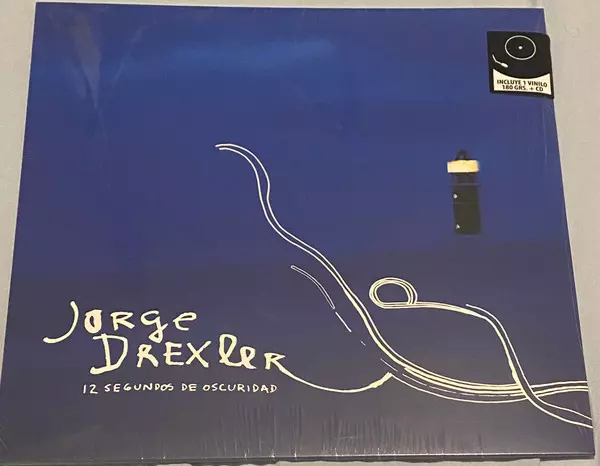 INCLUYE 1 VINILO
180 GRS. + CD
JORGE
DREXLER
12 SEGUNDOS DE OSCURIDAD